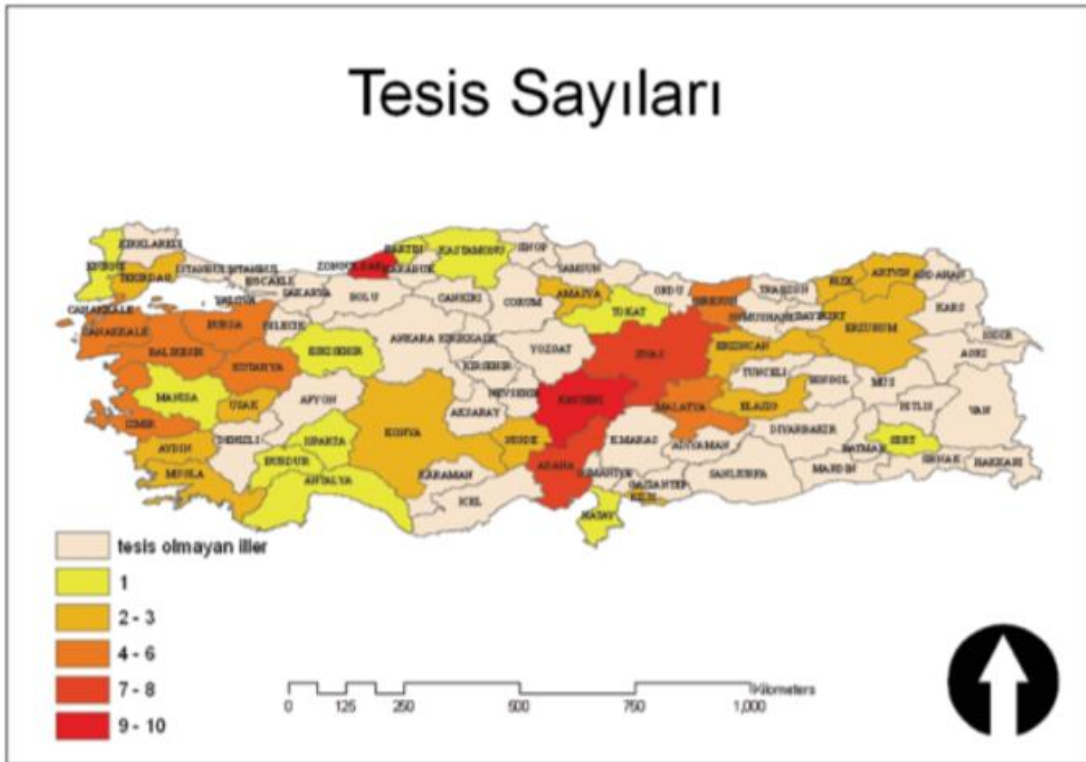 Tesis Sayıları
KIRKLARELI
EDIRNE
TEKIRDAG
ISTANBUL
ISTANBUL
KOCAELI
YALOVA
SAKARYA
BOLU
KARABUK
BARTIN
KASTAMONU
SINOP
SAMSUN
CANKIRI
CORUM
AMASYA
TOKAT
ORDU
GIRESUN
TRABZON
GUMUSHANE
BAYBURT
RIZE
ARTVIN
ARDAHAN
KARS
IGDIR
AGRI
ERZURUM
ERZINCAN
CANAKKALE
CANAKKALE
BURSA
BILECIK
BALIKESIR
KUTAHYA
ESKISEHIR
ANKARA
KIRIKKALE
KIRSEHIR
YOZGAT
SIVAS
TUNCELI
BINGOL
MUS
BITLIS
VAN
MANISA
USAK
AFYON
AKSARAY
NEVSEHIR
KAYSERI
MALATYA
ELAZIG
DIYARBAKIR
BATMAN
SIIRT
SIRNAK
HAKKARI
IZMIR
AYDIN
DENIZLI
ISPARTA
BURDUR
KONYA
NIGDE
ADANA
K.MARAS
ADIYAMAN
SANLIURFA
MARDIN
MUGLA
ANTALYA
KARAMAN
ICEL
OSMANIYE
GAZIANTEP
KILIS
HATAY
tesis olmayan iller
1
2 - 3
4 - 6
7 - 8
9 - 10
Kilometers
0 125 250 500 750 1,000